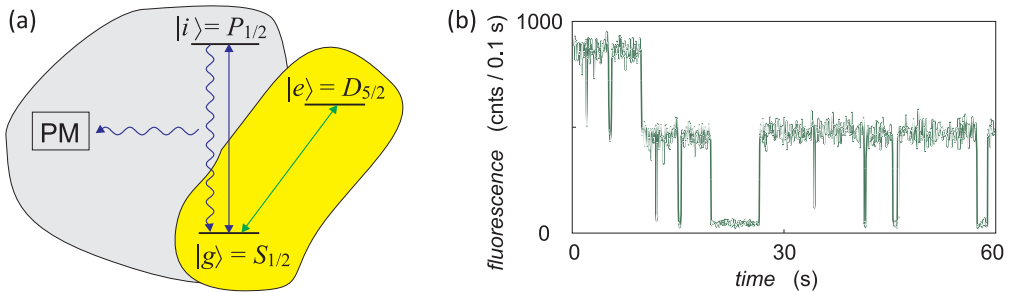 (a)
|i⟩ = P1/2
|e⟩ = D5/2
PM
|g⟩ = S1/2
(b)
1000
fluorescence (cnts / 0.1 s)
0
0
30
60
time (s)